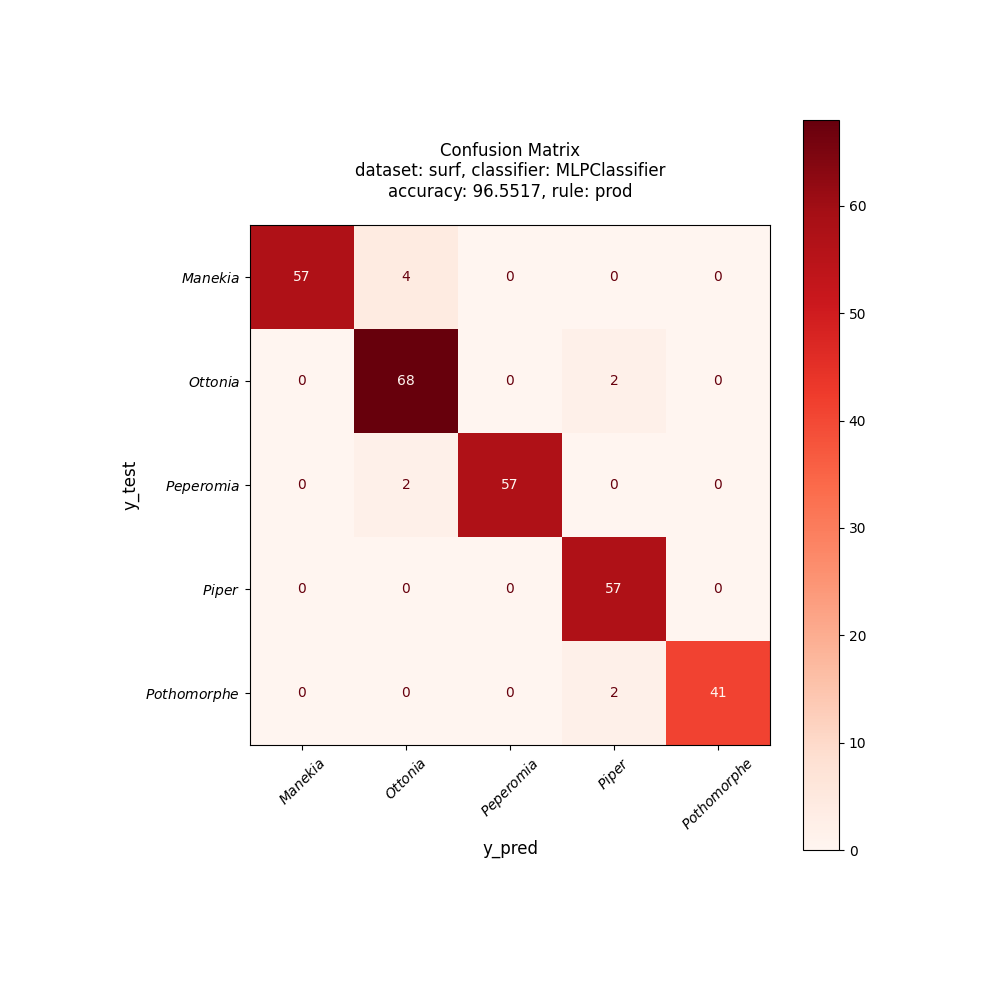 Confusion Matrix
dataset: surf, classifier: MLPClassifier
accuracy: 96.5517, rule: prod
Manekia 57 4 0 0 0
Ottonia 0 68 0 2 0
Peperomia 0 2 57 0 0
Piper 0 0 0 57 0
Pothomorphe 0 0 0 2 41
Manekia Ottonia Peperomia Piper Pothomorphe
y_pred
y_test
60
50
40
30
20
10
0